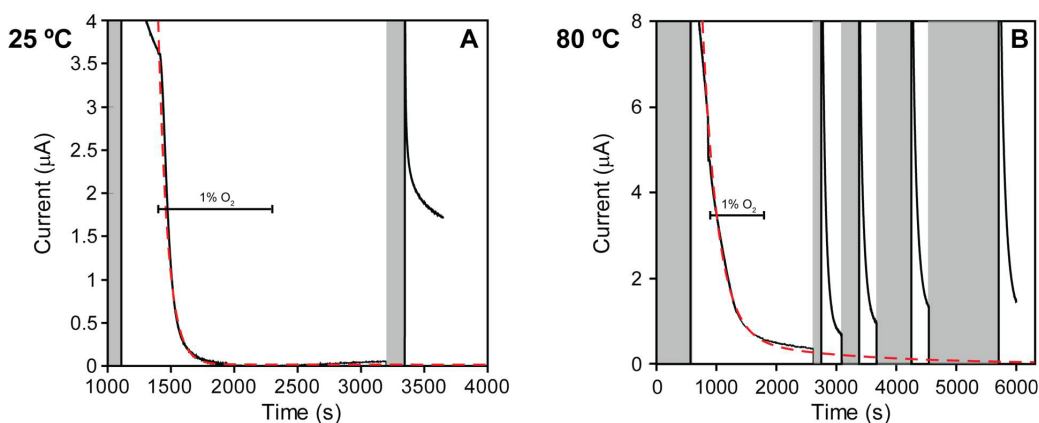 25 ºC
A
Current (µA)
4
3.5
3
2.5
2
1.5
1
0.5
0
1% O₂
1000 1500 2000 2500 3000 3500 4000
Time (s)
80 ºC
B
Current (µA)
8
6
4
2
0
1% O₂
0 1000 2000 3000 4000 5000 6000
Time (s)